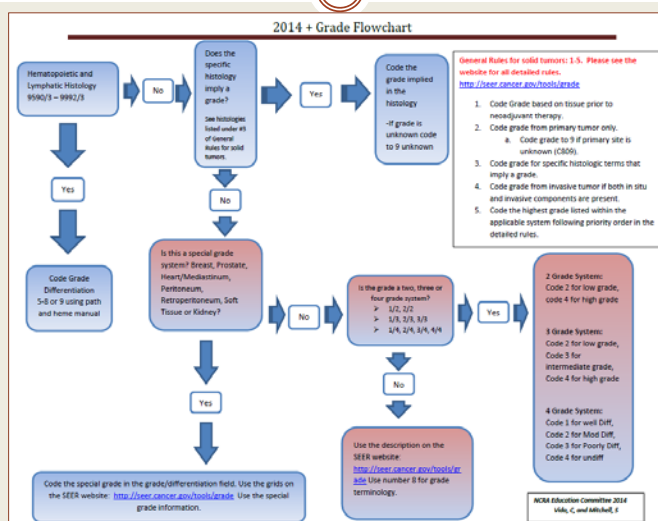 2014 + Grade Flowchart
Hematopoietic and
Lymphatic Histology
9590/3 – 9992/3
No
Does the
specific
histology
imply a
grade?
See histologies
listed under #3
of General
Rules for solid
tumors.
Yes
Code the
grade implied
in the
histology
-If grade is
unknown code
to 9 unknown
General Rules for solid tumors: 1-5. Please see the
website for all detailed rules.
http://seer.cancer.gov/tools/grade
1. Code Grade based on tissue prior to
neoadjuvant therapy.
2. Code grade from primary tumor only.
a. Code grade to 9 if primary site is
unknown (C809).
3. Code grade for specific histologic terms that
imply a grade.
4. Code grade from invasive tumor if both in situ
and invasive components are present.
5. Code the highest grade listed within the
applicable system following priority order in the
detailed rules.
Yes
No
Code Grade
Differentiation
5-8 or 9 using path
and heme manual
Is this a special grade
system? Breast, Prostate,
Heart/Mediastinum,
Peritoneum,
Retroperitoneum, Soft
Tissue or Kidney?
No
Is the grade a two, three or
four grade system?
➢ 1/2, 2/2
➢ 1/3, 2/3, 3/3
➢ 1/4, 2/4, 3/4, 4/4
Yes
2 Grade System:
Code 2 for low grade,
code 4 for high grade
3 Grade System:
Code 2 for low grade,
Code 3 for
intermediate grade,
Code 4 for high grade
4 Grade System:
Code 1 for well Diff,
Code 2 for Mod Diff,
Code 3 for Poorly Diff,
Code 4 for undiff
Yes
No
Use the description on the
SEER website:
http://seer.cancer.gov/tools/gr
ade Use number 8 for grade
terminology.
Code the special grade in the grade/differentiation field. Use the grids on
the SEER website: http://seer.cancer.gov/tools/grade Use the special
grade information.
NCRA Education Committee 2014
Vida, C, and Mitchell, S